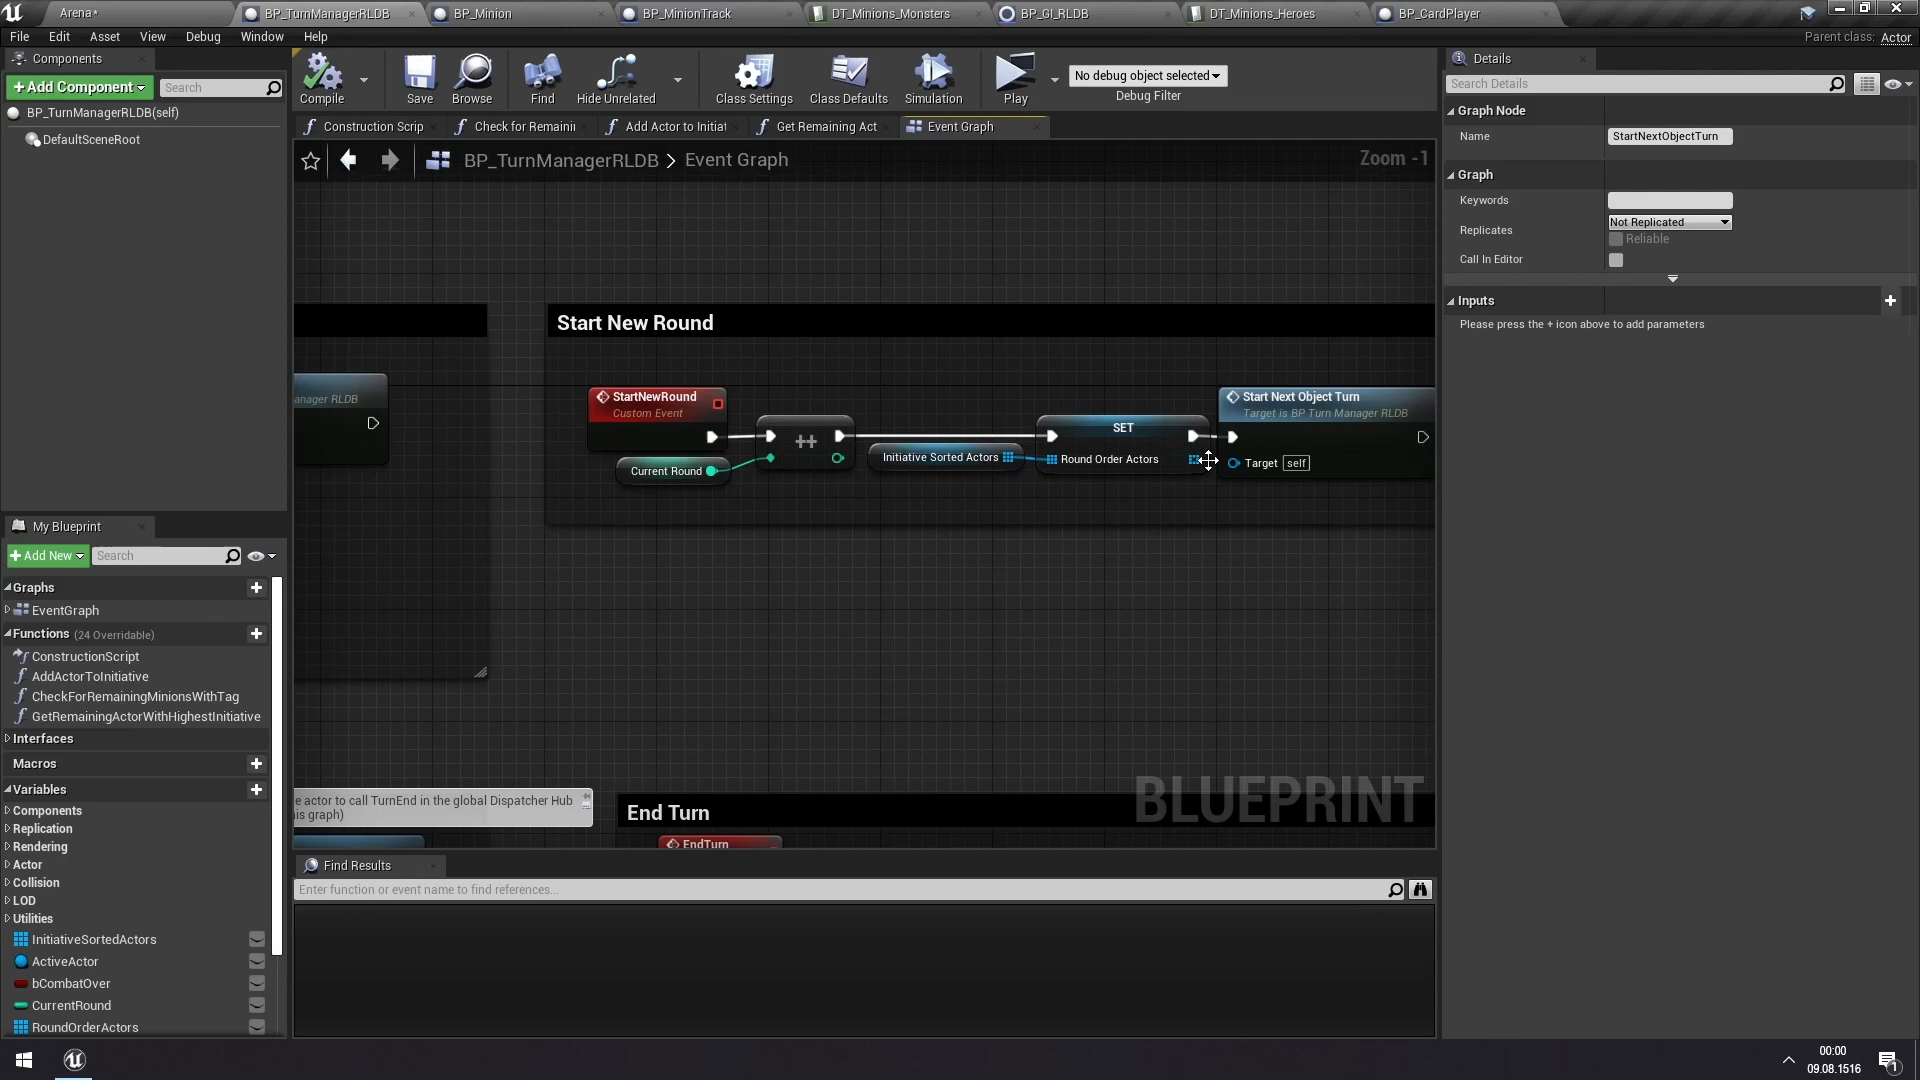 Arena*
BP_TurnManagerRLDB
BP_Minion
BP_MinionTrack
DT_Minions_Monsters
BP_GI_RLDB
DT_Minions_Heroes
BP_CardPlayer
File
Edit
Asset
View
Debug
Window
Help
Parent class: Actor
Components
+Add Component
Search
BP_TurnManagerRLDB(self)
DefaultSceneRoot
Compile
Save
Browse
Find
Hide Unrelated
Class Settings
Class Defaults
Simulation
Play
No debug object selected
Debug Filter
Construction Scrip
Check for Remaini
Add Actor to Initiat
Get Remaining Act
Event Graph
BP_TurnManagerRLDB > Event Graph
Zoom -1
Start New Round
anager RLDB
StartNewRound
Custom Event
Current Round
++
Initiative Sorted Actors
SET
Round Order Actors
Start Next Object Turn
Target is BP Turn Manager RLDB
Target self
BLUEPRINT
e actor to call TurnEnd in the global Dispatcher Hub
is graph)
End Turn
EndTurn
Find Results
Enter function or event name to find references...
My Blueprint
+Add New
Search
Graphs
EventGraph
Functions (24 Overridable)
ConstructionScript
AddActorToInitiative
CheckForRemainingMinionsWithTag
GetRemainingActorWithHighestInitiative
Interfaces
Macros
Variables
Components
Replication
Rendering
Actor
Collision
LOD
Utilities
InitiativeSortedActors
ActiveActor
bCombatOver
CurrentRound
RoundOrderActors
Details
Search Details
Graph Node
Name
StartNextObjectTurn
Graph
Keywords
Replicates
Not Replicated
Reliable
Call In Editor
Inputs
Please press the + icon above to add parameters
00:00
09.08.1516
1